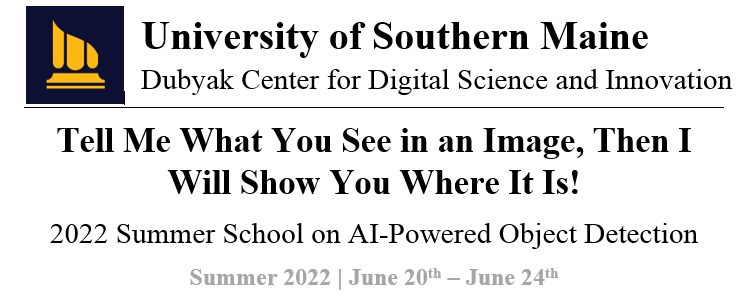 University of Southern Maine
Dubyak Center for Digital Science and Innovation
Tell Me What You See in an Image, Then I
Will Show You Where It Is!
2022 Summer School on AI-Powered Object Detection
Summer 2022 | June 20th – June 24th